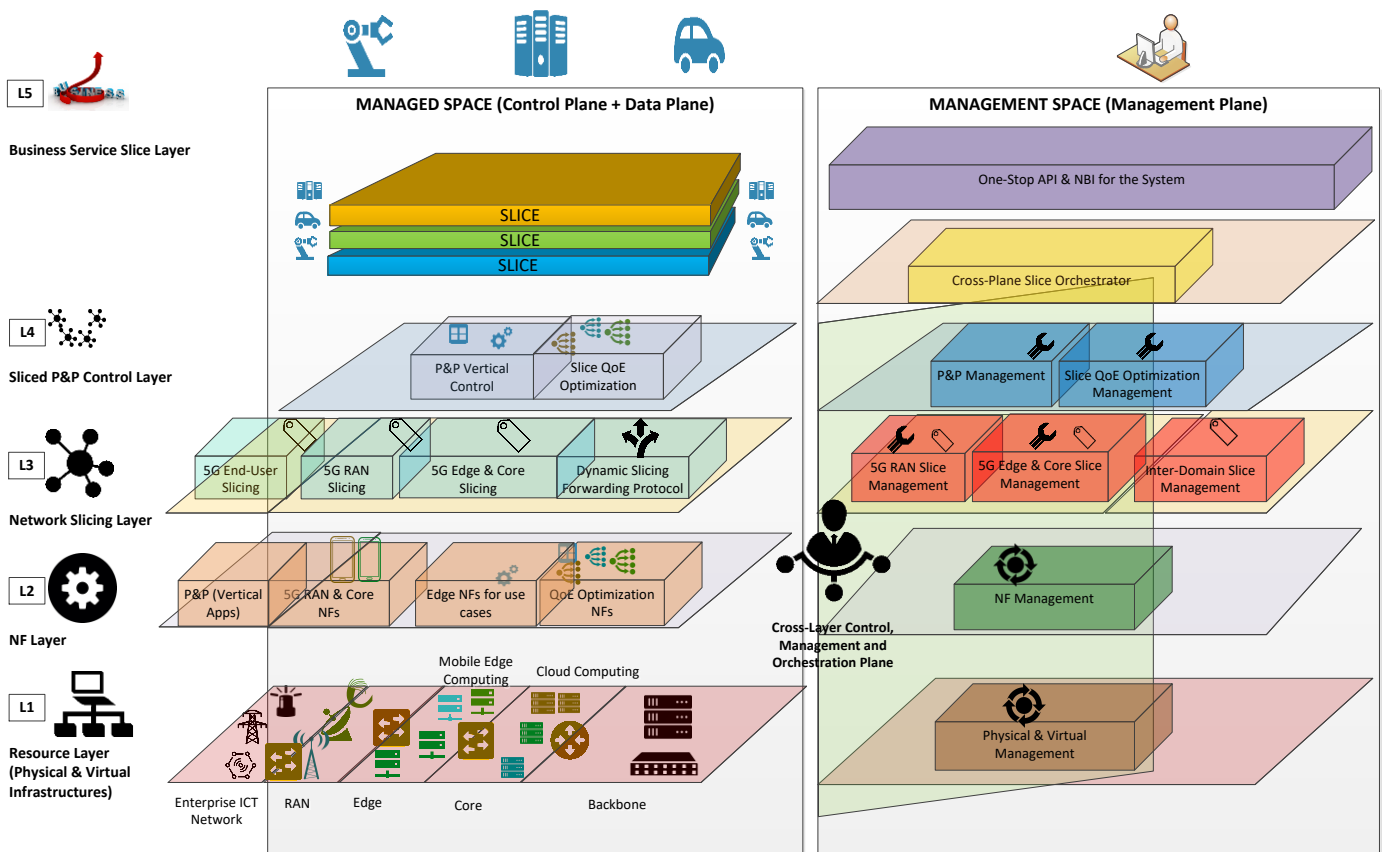 L5
BUSINESS
Business Service Slice Layer
MANAGED SPACE (Control Plane + Data Plane)
MANAGEMENT SPACE (Management Plane)
SLICE
SLICE
SLICE
One-Stop API & NBI for the System
Cross-Plane Slice Orchestrator
L4
Sliced P&P Control Layer
P&P Vertical
Control
Slice QoE
Optimization
P&P Management
Slice QoE Optimization
Management
L3
Network Slicing Layer
5G End-User
Slicing
5G RAN
Slicing
5G Edge & Core
Slicing
Dynamic Slicing
Forwarding Protocol
5G RAN Slice
Management
5G Edge & Core Slice
Management
Inter-Domain Slice
Management
L2
NF Layer
P&P (Vertical
Apps)
5G RAN & Core
NFs
Edge NFs for use
cases
QoE Optimization
NFs
NF Management
Cross-Layer Control,
Management and
Orchestration Plane
L1
Resource Layer
(Physical & Virtual
Infrastructures)
Mobile Edge
Computing
Cloud Computing
Physical & Virtual
Management
Enterprise ICT
Network
RAN
Edge
Core
Backbone